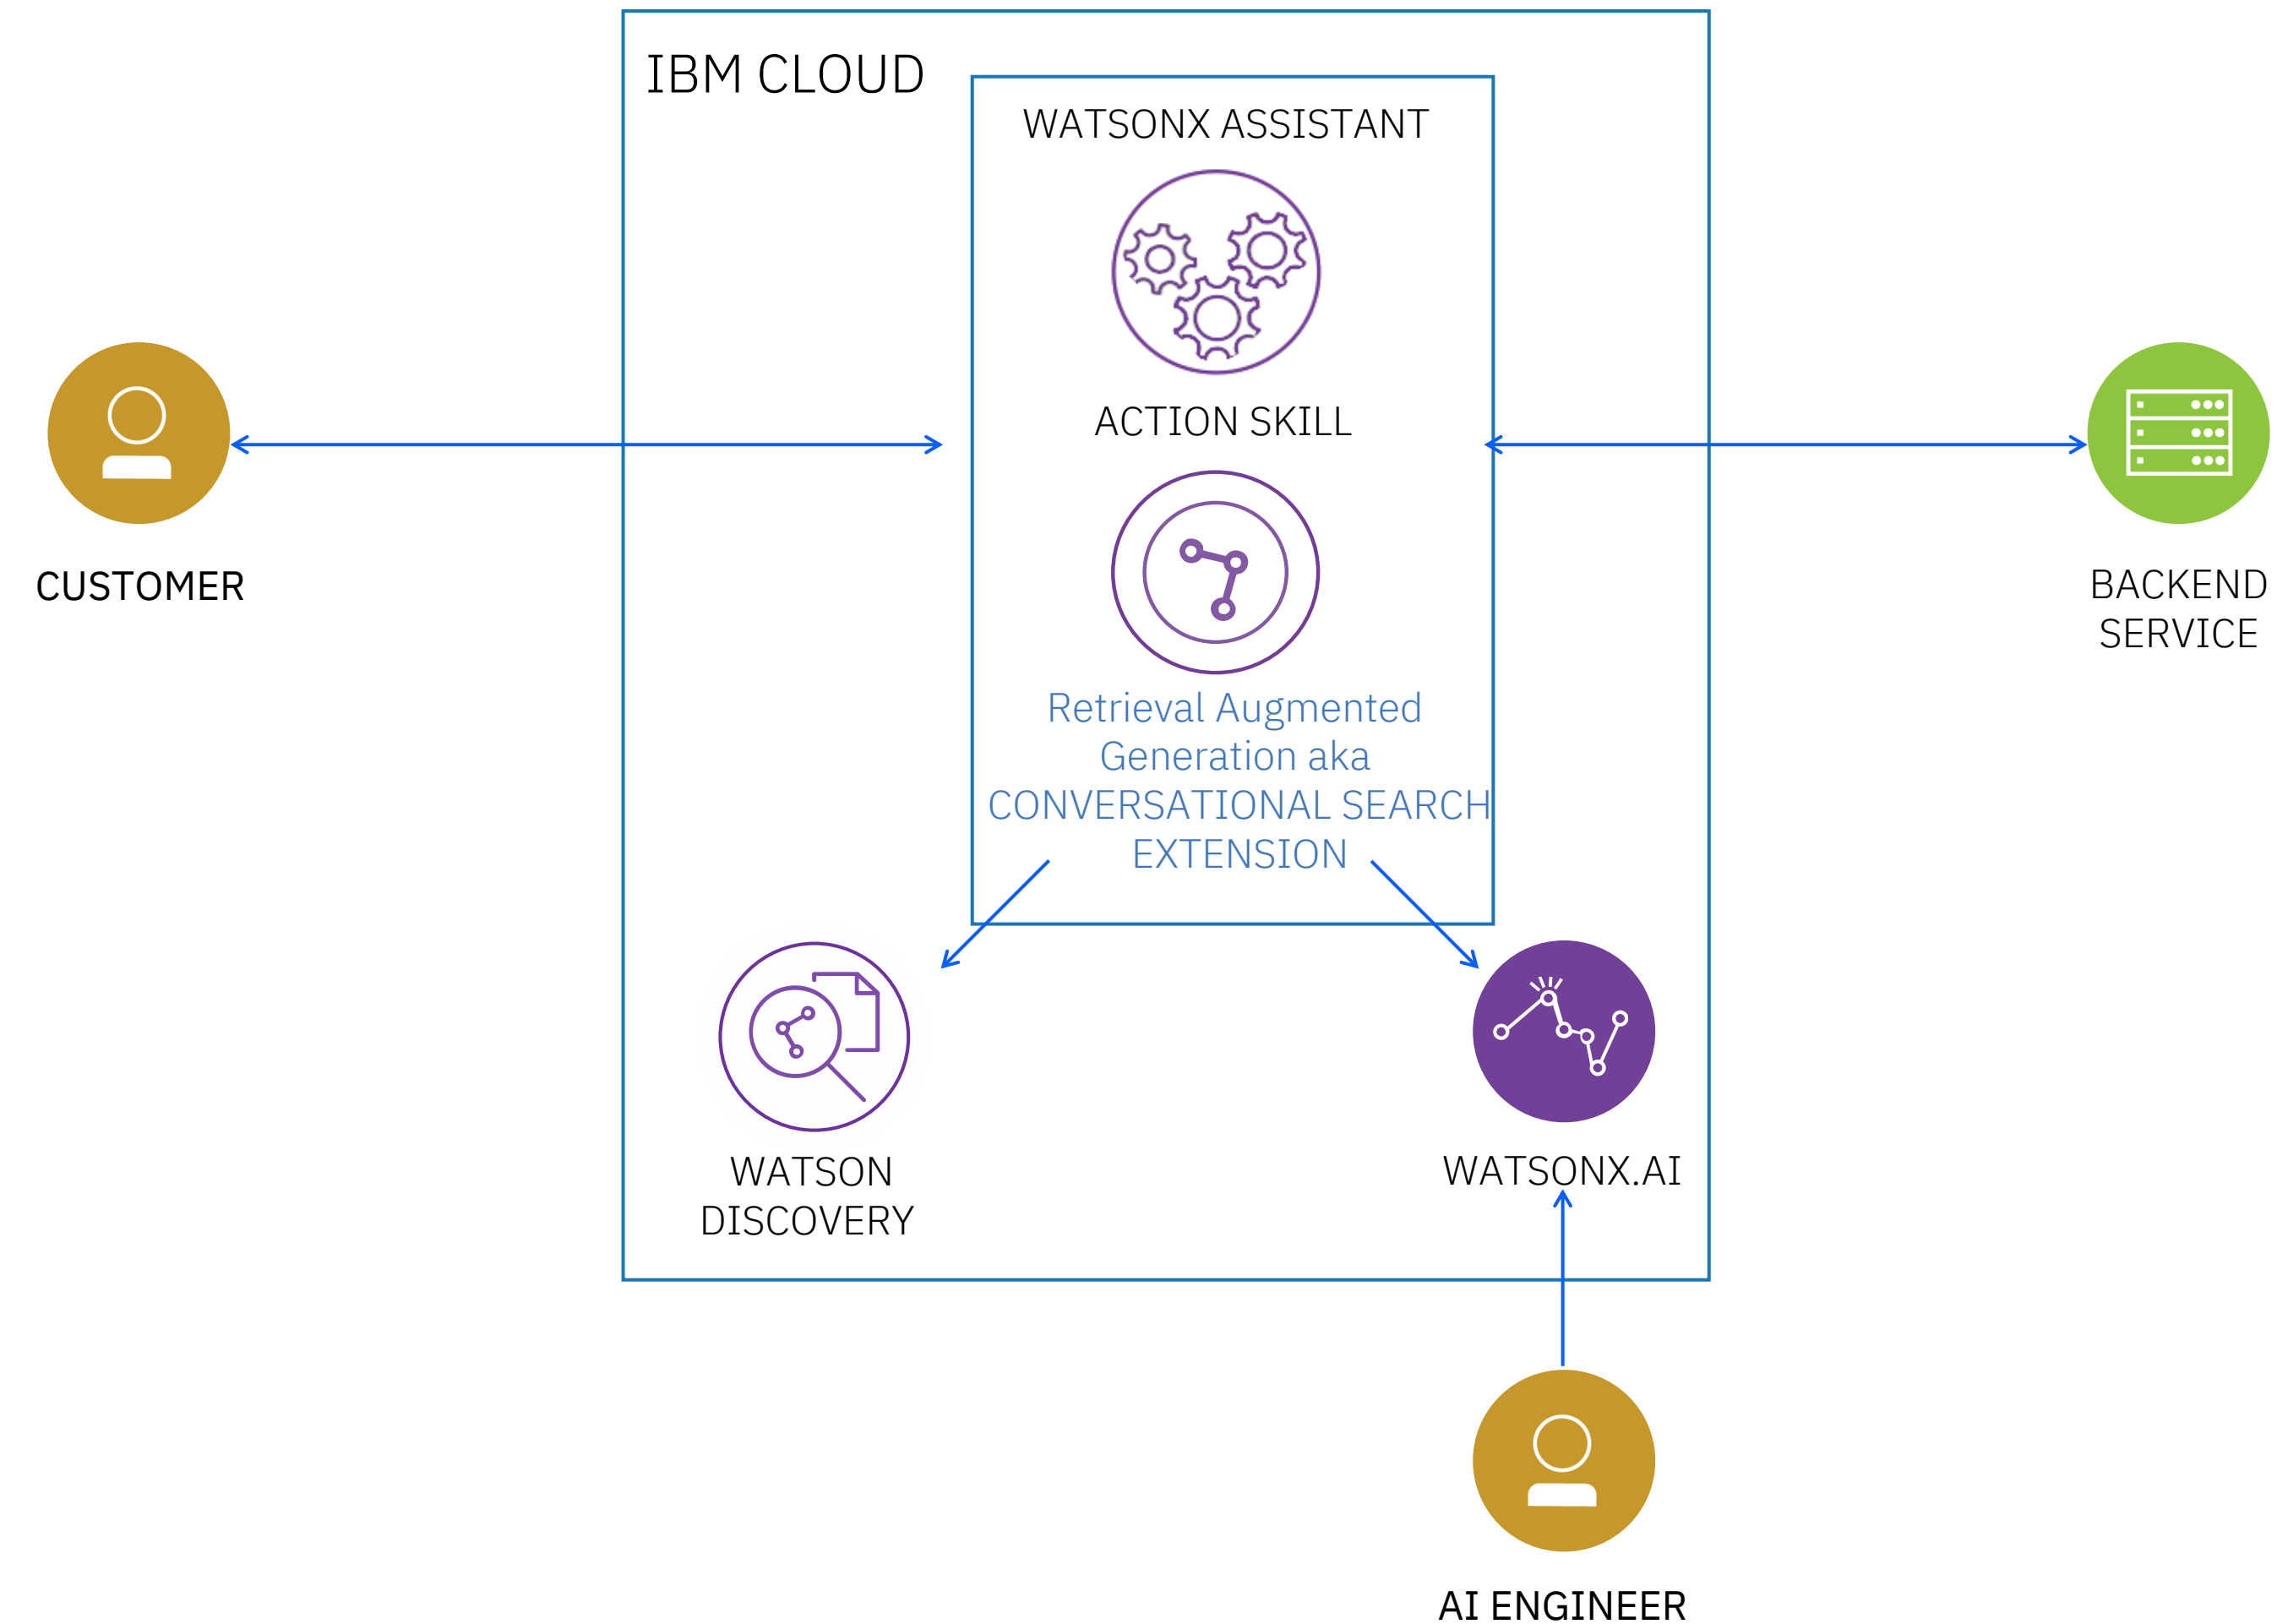 IBM CLOUD
WATSONX ASSISTANT
ACTION SKILL
CUSTOMER
BACKEND
SERVICE
Retrieval Augmented
Generation aka
CONVERSATIONAL SEARCH
EXTENSION
WATSON
DISCOVERY
WATSONX.AI
AI ENGINEER